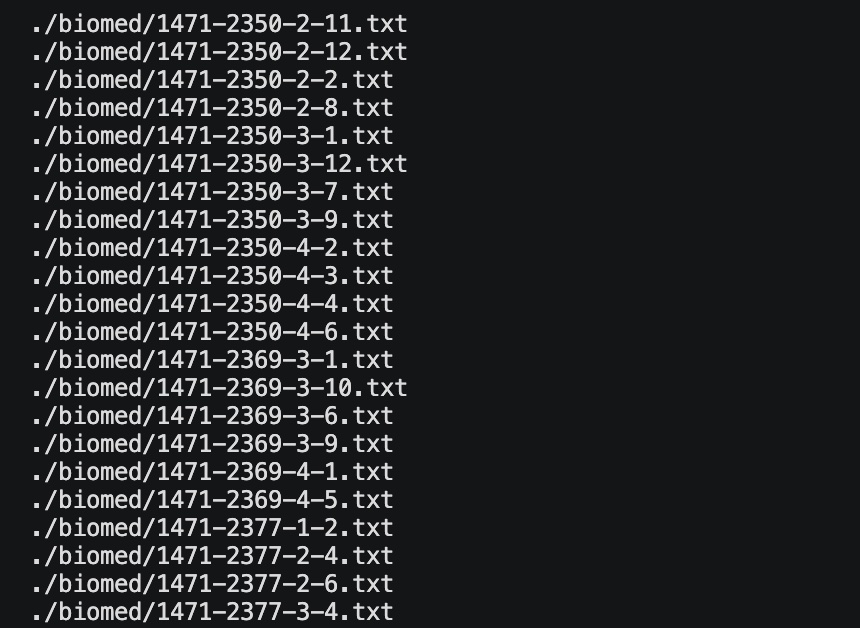 ./biomed/1471-2350-2-11.txt
./biomed/1471-2350-2-12.txt
./biomed/1471-2350-2-2.txt
./biomed/1471-2350-2-8.txt
./biomed/1471-2350-3-1.txt
./biomed/1471-2350-3-12.txt
./biomed/1471-2350-3-7.txt
./biomed/1471-2350-3-9.txt
./biomed/1471-2350-4-2.txt
./biomed/1471-2350-4-3.txt
./biomed/1471-2350-4-4.txt
./biomed/1471-2350-4-6.txt
./biomed/1471-2369-3-1.txt
./biomed/1471-2369-3-10.txt
./biomed/1471-2369-3-6.txt
./biomed/1471-2369-3-9.txt
./biomed/1471-2369-4-1.txt
./biomed/1471-2369-4-5.txt
./biomed/1471-2377-1-2.txt
./biomed/1471-2377-2-4.txt
./biomed/1471-2377-2-6.txt
./biomed/1471-2377-3-4.txt